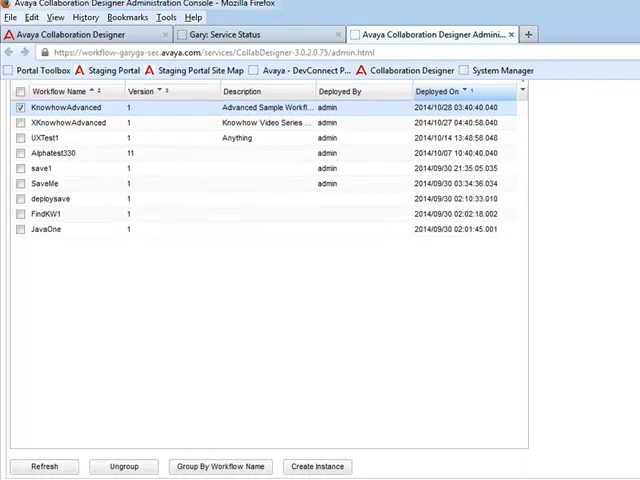 Avaya Collaboration Designer Administration Console - Mozilla Firefox
File Edit View History Bookmarks Tools Help
Avaya Collaboration Designer × Gary: Service Status × Avaya Collaboration Designer Admini... × +
https://workflow-garyga-sec.avaya.com/services/CollabDesigner-3.0.2.0.75/admin.html
Portal Toolbox Staging Portal Staging Portal Site Map Avaya - DevConnect P... Collaboration Designer System Manager
Workflow Name 2 Version 3 Description Deployed By Deployed On 1
KnowhowAdvanced 1 Advanced Sample Workfl... admin 2014/10/28 03:40:40.040
XKnowhowAdvanced 1 Knowhow Video Series ... admin 2014/10/27 04:40:58.040
UXTest1 1 Anything admin 2014/10/14 13:48:58.048
Alphatest330 11 admin 2014/10/07 10:40:40.040
save1 1 admin 2014/09/30 21:35:05.035
SaveMe 1 admin 2014/09/30 03:34:36.034
deploysave 1 2014/09/30 02:10:33.010
FindKW1 1 2014/09/30 02:02:18.002
JavaOne 1 2014/09/30 02:01:45.001
Refresh Ungroup Group By Workflow Name Create Instance